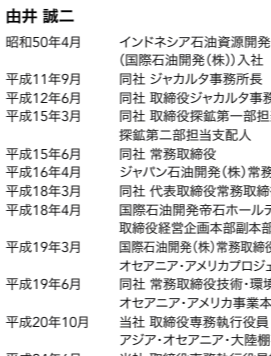 由井 誠二
昭和50年4月 インドネシア石油資源開発
(国際石油開発(株))入社
平成11年9月 同社 ジャカルタ事務所長
平成12年6月 同社 取締役ジャカルタ事務
平成15年3月 同社 取締役探鉱第一部担
探鉱第二部担当支配人
平成15年6月 同社 常務取締役
平成16年4月 ジャパン石油開発(株)常務
平成18年3月 同社 代表取締役常務取締
平成18年4月 国際石油開発帝石ホールデ
取締役経営企画本部副本部
平成19年3月 国際石油開発(株)常務取締役
オセアニア・アメリカプロジェ
平成19年6月 同社 常務取締役技術・環境
オセアニア・アメリカ事業本
平成20年10月 当社 取締役専務執行役員
アジア・オセアニア・大陸棚